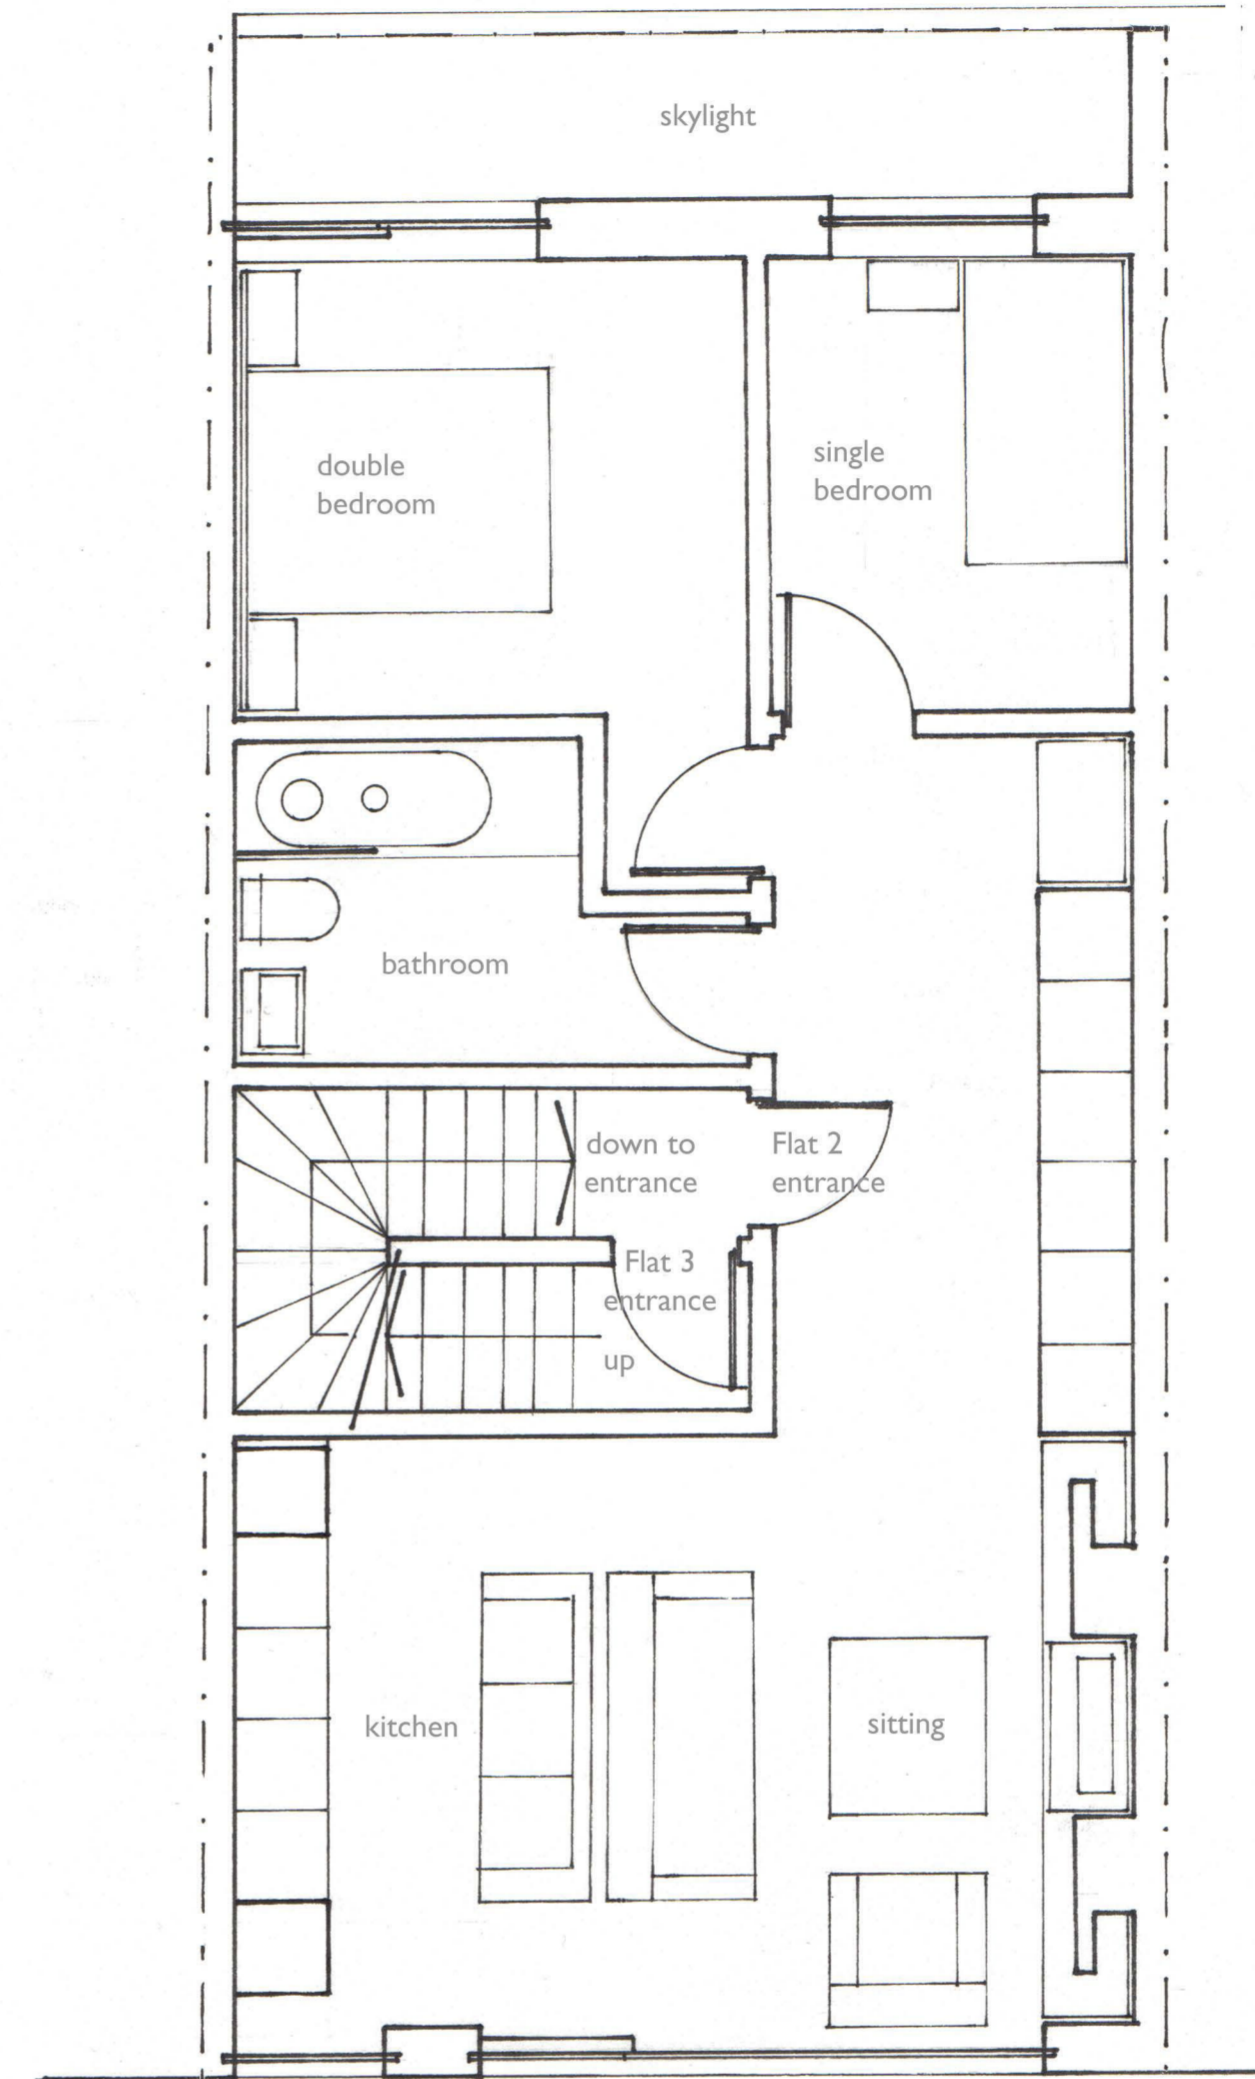 skylight
double
bedroom
single
bedroom
bathroom
down to
entrance
Flat 2
entrance
Flat 3
entrance
up
kitchen
sitting